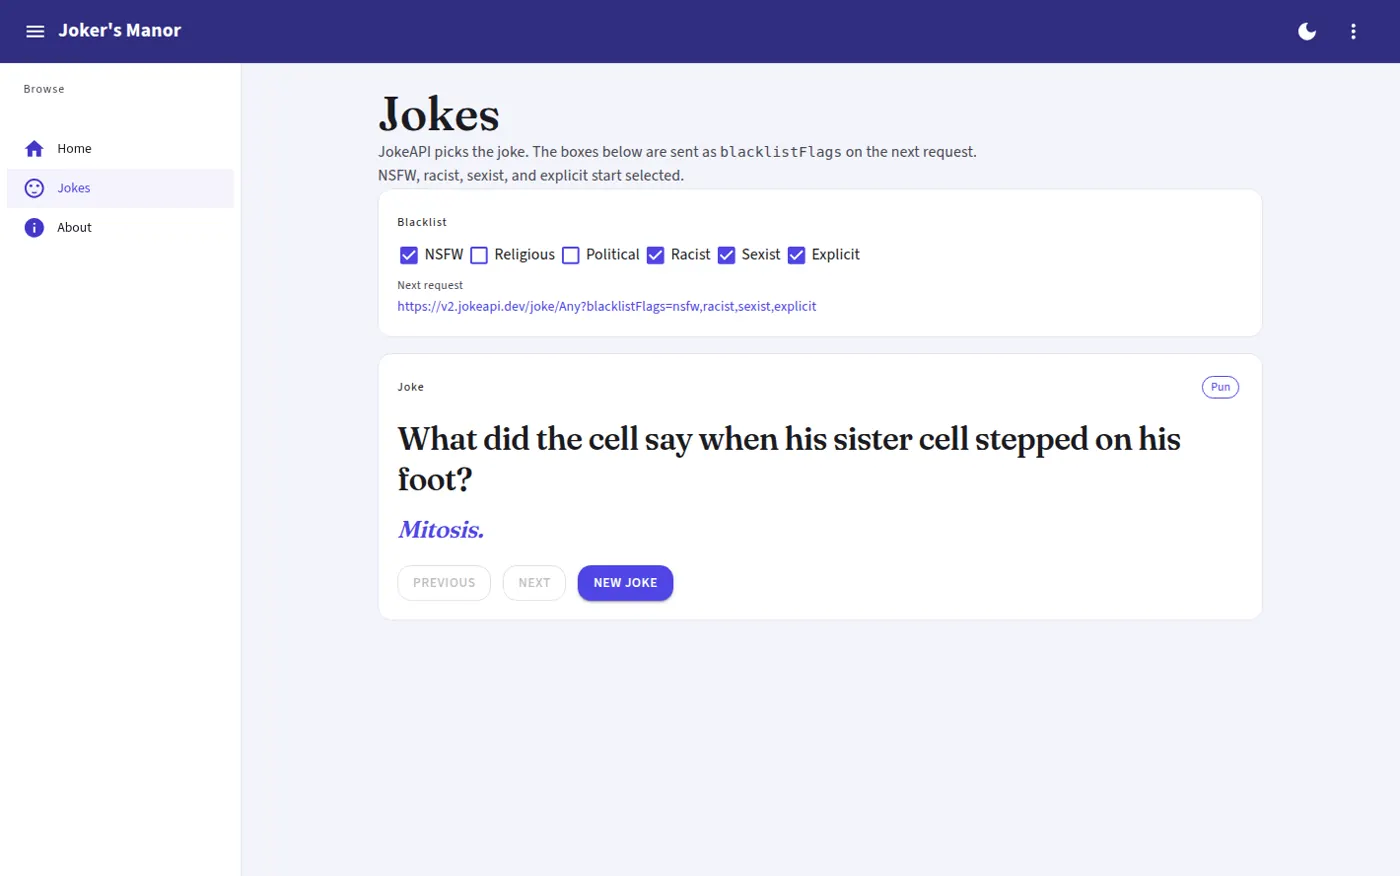 Joker's Manor
Browse
Home
Jokes
About
Jokes
JokeAPI picks the joke. The boxes below are sent as blacklistFlags on the next request.
NSFW, racist, sexist, and explicit start selected.
Blacklist
NSFW Religious Political Racist Sexist Explicit
Next request
https://v2.jokeapi.dev/joke/Any?blacklistFlags=nsfw,racist,sexist,explicit
Joke Pun
What did the cell say when his sister cell stepped on his
foot?
Mitosis.
PREVIOUS NEXT NEW JOKE